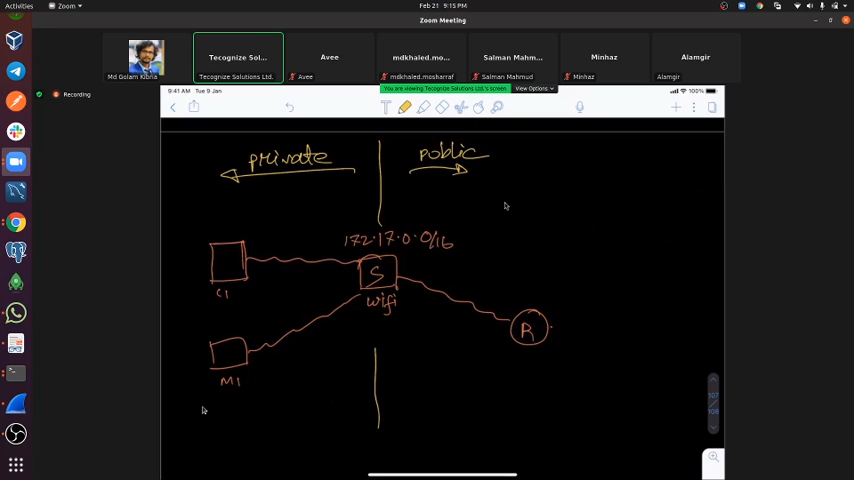 Activities
Zoom
Feb 21 9:15 PM
Zoom Meeting
Tecognize Sol...
Avee
mdkhaled.mo...
Salman Mahm...
Minhaz
Alamgir
Md Golam Kibria
Tecognize Solutions Ltd.
Avee
mdkhaled.mosharraf
Salman Mahmud
Minhaz
Alamgir
Recording
You are viewing Tecognize Solutions Ltd.'s screen
View Options
9:41 AM Tue 9 Jan
100%
private
public
172.17.0.0/16
S
wifi
C1
R
M1
107
108